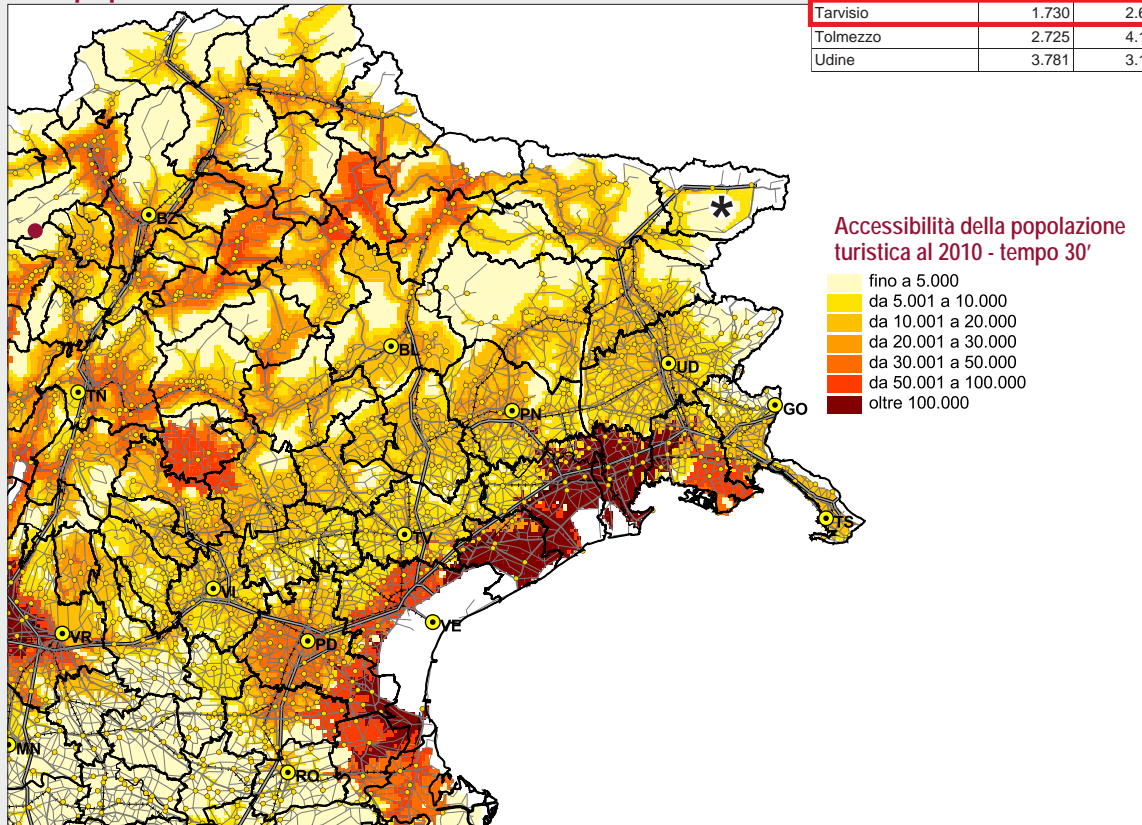 Tarvisio 1.730
Tolmezzo 2.725
Udine 3.781
*
BZ
Accessibilità della popolazione
turistica al 2010 - tempo 30'
fino a 5.000
da 5.001 a 10.000
da 10.001 a 20.000
da 20.001 a 30.000
da 30.001 a 50.000
da 50.001 a 100.000
oltre 100.000
BL
UD
TN
PN
GO
TS
TV
VI
VE
VR
PD
MN
RO